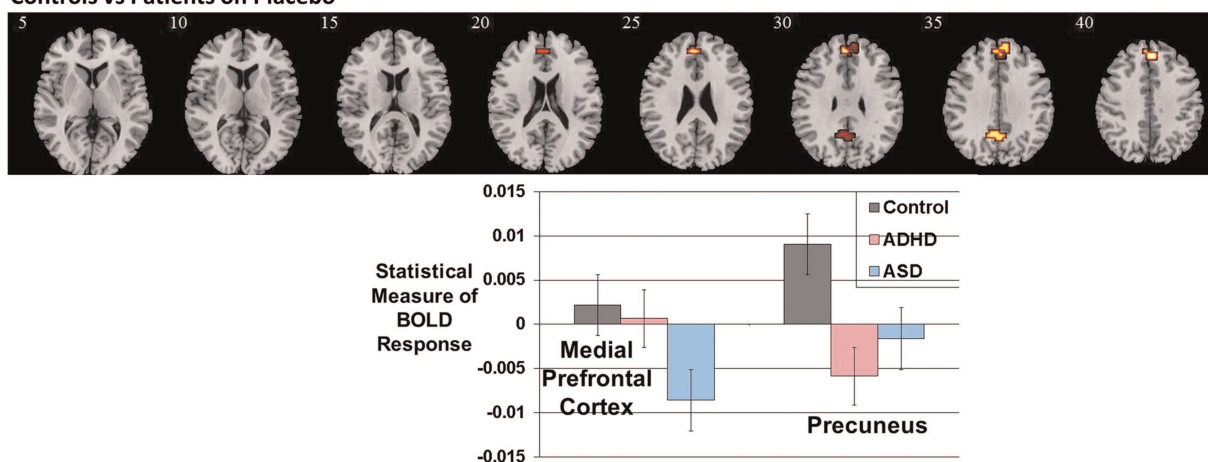 Controls vs Patients on Placebo
5 10 15 20 25 30 35 40
0.015
0.01
0.005
0
-0.005
-0.01
-0.015
Statistical
Measure of
BOLD
Response
Control
ADHD
ASD
Medial
Prefrontal
Cortex
Precuneus